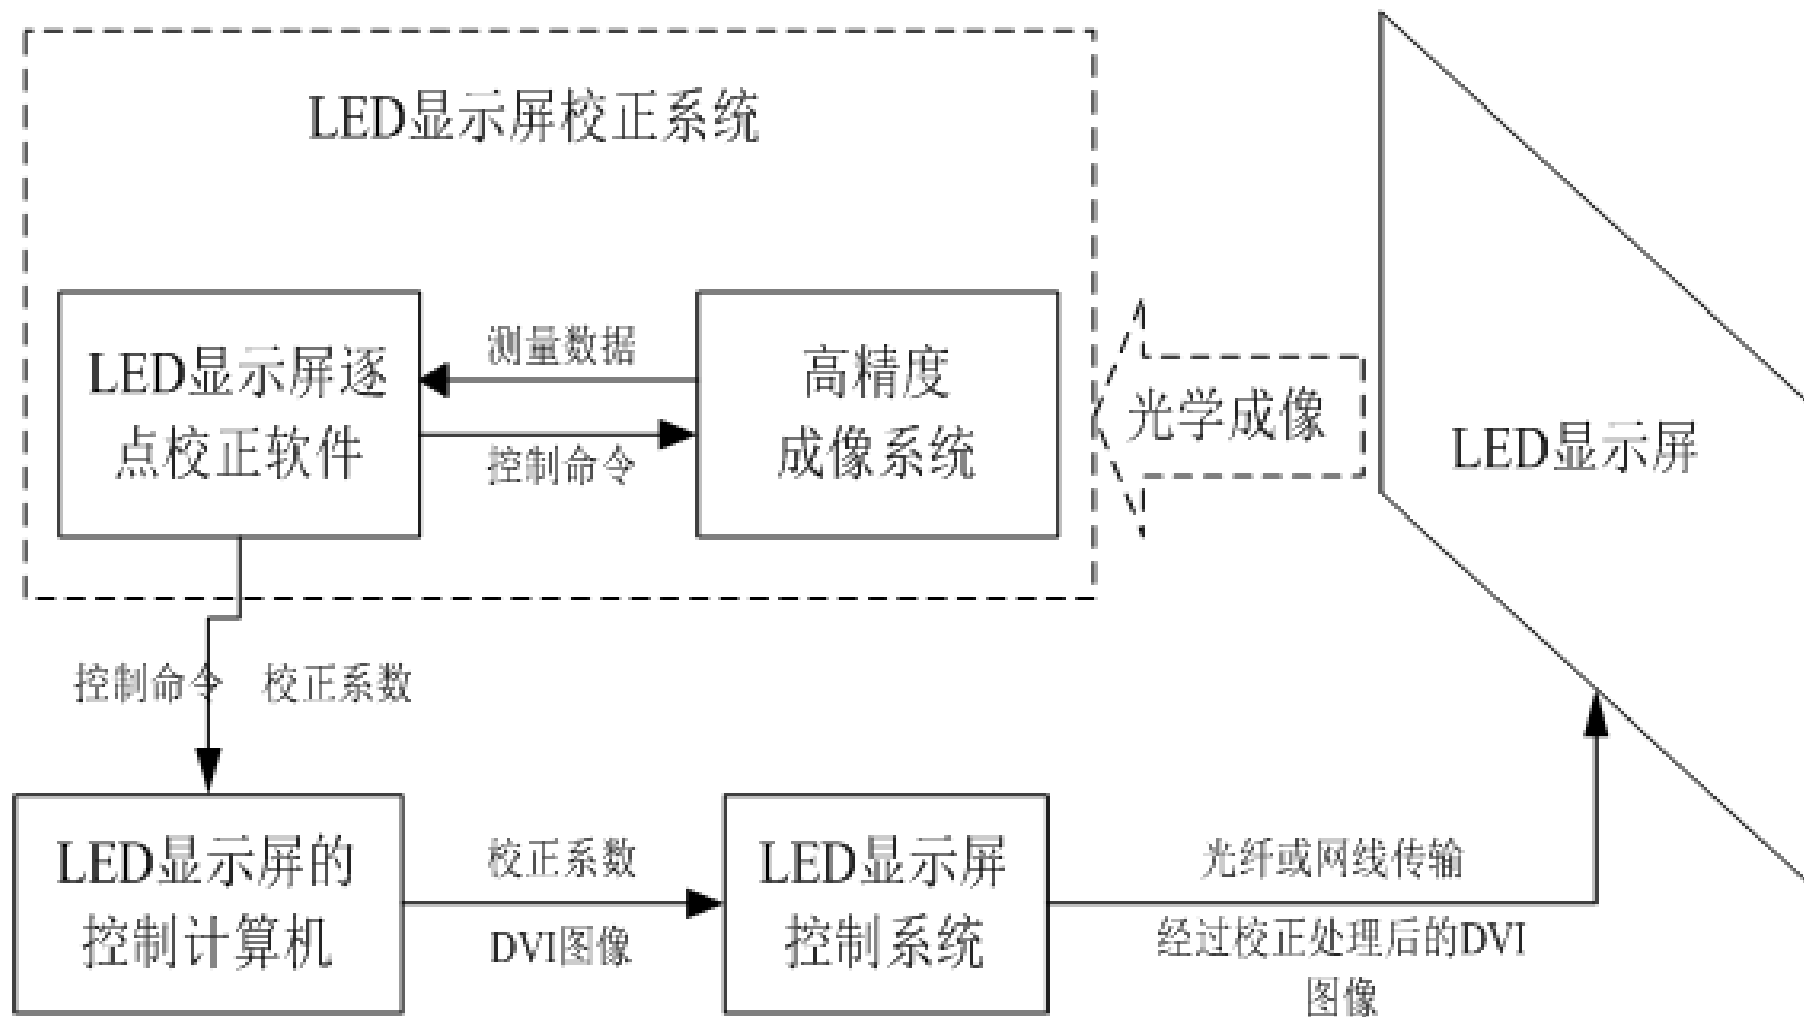 LED显示屏校正系统
LED显示屏逐
点校正软件
测量数据
控制命令
高精度
成像系统
光学成像
LED显示屏
控制命令 校正系数
LED显示屏的
控制计算机
校正系数
DVI图像
LED显示屏
控制系统
光纤或网线传输
经过校正处理后的DVI
图像